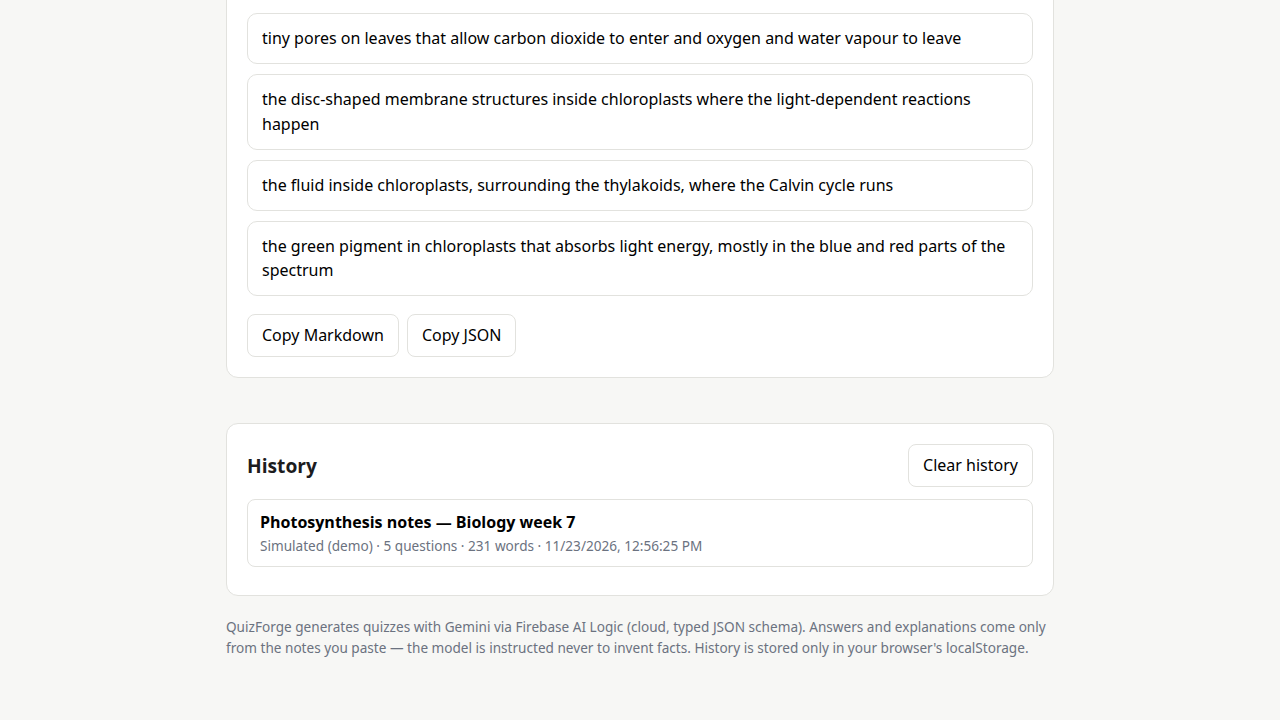 tiny pores on leaves that allow carbon dioxide to enter and oxygen and water vapour to leave
the disc-shaped membrane structures inside chloroplasts where the light-dependent reactions
happen
the fluid inside chloroplasts, surrounding the thylakoids, where the Calvin cycle runs
the green pigment in chloroplasts that absorbs light energy, mostly in the blue and red parts of the
spectrum
Copy Markdown
Copy JSON
History
Clear history
Photosynthesis notes — Biology week 7
Simulated (demo) · 5 questions · 231 words · 11/23/2026, 12:56:25 PM
QuizForge generates quizzes with Gemini via Firebase AI Logic (cloud, typed JSON schema). Answers and explanations come only
from the notes you paste — the model is instructed never to invent facts. History is stored only in your browser's localStorage.